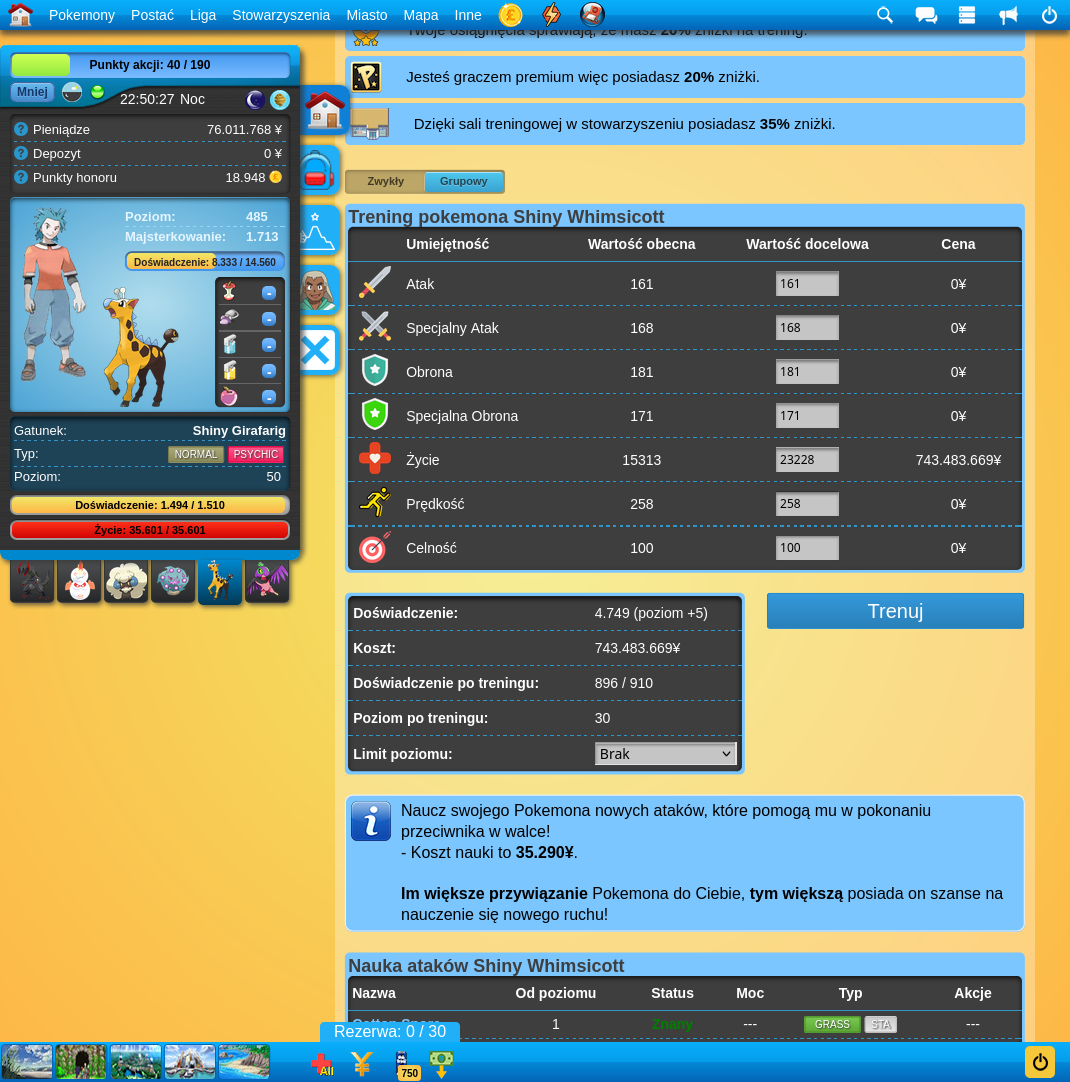 Pokemony Postać Liga Stowarzyszenia Miasto Mapa Inne
Punkty akcji: 40 / 190
Mniej
22:50:27 Noc
Pieniądze 76.011.768 ¥
Depozyt 0 ¥
Punkty honoru 18.948
Poziom: 485
Majsterkowanie: 1.713
Doświadczenie: 8.333 / 14.560
-
-
-
-
-
Gatunek: Shiny Girafarig
Typ: NORMAL PSYCHIC
Poziom: 50
Doświadczenie: 1.494 / 1.510
Życie: 35.601 / 35.601
Twoje osiągnięcia sprawiają, że masz 20% zniżki na trening.
Jesteś graczem premium więc posiadasz 20% zniżki.
Dzięki sali treningowej w stowarzyszeniu posiadasz 35% zniżki.
Zwykły Grupowy
Trening pokemona Shiny Whimsicott
Umiejętność Wartość obecna Wartość docelowa Cena
Atak 161 161 0¥
Specjalny Atak 168 168 0¥
Obrona 181 181 0¥
Specjalna Obrona 171 171 0¥
Życie 15313 23228 743.483.669¥
Prędkość 258 258 0¥
Celność 100 100 0¥
Doświadczenie: 4.749 (poziom +5)
Koszt: 743.483.669¥
Doświadczenie po treningu: 896 / 910
Poziom po treningu: 30
Limit poziomu: Brak
Trenuj
Naucz swojego Pokemona nowych ataków, które pomogą mu w pokonaniu
przeciwnika w walce!
- Koszt nauki to 35.290¥.
Im większe przywiązanie Pokemona do Ciebie, tym większą posiada on szanse na
nauczenie się nowego ruchu!
Nauka ataków Shiny Whimsicott
Nazwa Od poziomu Status Moc Typ Akcje
Cotton Spore 1 Znany --- GRASS STA ---
Rezerwa: 0 / 30
All
750